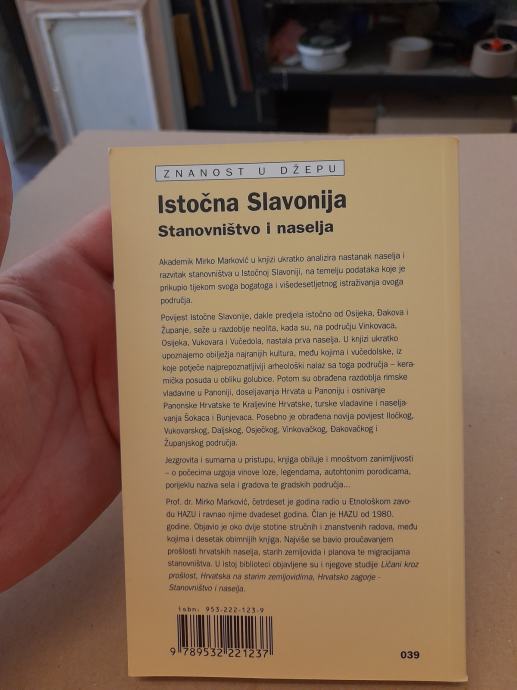 ZNANOST U DŽEPU
Istočna Slavonija
Stanovništvo i naselja
Akademik Mirko Marković u knjizi ukratko analizira nastanak naselja i
razvitak stanovništva u Istočnoj Slavoniji, na temelju podataka koje je
prikupio tijekom svoga bogatoga i višedesetljetnog istraživanja ovoga
područja.
Povijest Istočne Slavonije, dakle predjela istočno od Osijeka, Đakova i
Županje, seže u razdoblje neolita, kada su, na području Vinkovaca,
Osijeka, Vukovara i Vučedola, nastala prva naselja. U knjizi ukratko
upoznajemo obilježja najranijih kultura, među kojima i vučedolske, iz
koje potječe najprepoznatljiviji arheološki nalaz sa toga područja – kera-
mička posuda u obliku golubice. Potom su obrađena razdoblja rimske
vladavine u Panoniji, doseljavanja Hrvata u Panoniju i osnivanje
Panonske Hrvatske te Kraljevine Hrvatske, turske vladavine i naselja-
vanja Šokaca i Bunjevaca. Posebno je obrađena novija povijest Iločkog,
Vukovarskog, Daljskog, Osječkog, Vinkovačkog, Đakovačkog i
Županjskog područja.
Jezgrovita i sumarna u pristupu, knjiga obiluje i mnoštvom zanimljivosti
– o počecima uzgoja vinove loze, legendama, autohtonim porodicama,
porijeklu naziva sela i gradova te gradskih područja...
Prof. dr. Mirko Marković, četrdeset je godina radio u Etnološkom zavo-
du HAZU i ravnao njime dvadeset godina. Član je HAZU od 1980.
godine. Objavio je oko dvije stotine stručnih i znanstvenih radova, među
kojima i desetak obimnijih knjiga. Najviše se bavio proučavanjem
prošlosti hrvatskih naselja, starih zemljovida i planova te migracijama
stanovništva. U istoj biblioteci objavljene su i njegove studije Ličani kroz
prošlost, Hrvatska na starim zemljovidima, Hrvatsko zagorje -
Stanovništvo i naselja.
isbn: 953-222-123-9
9 789532 221237
039